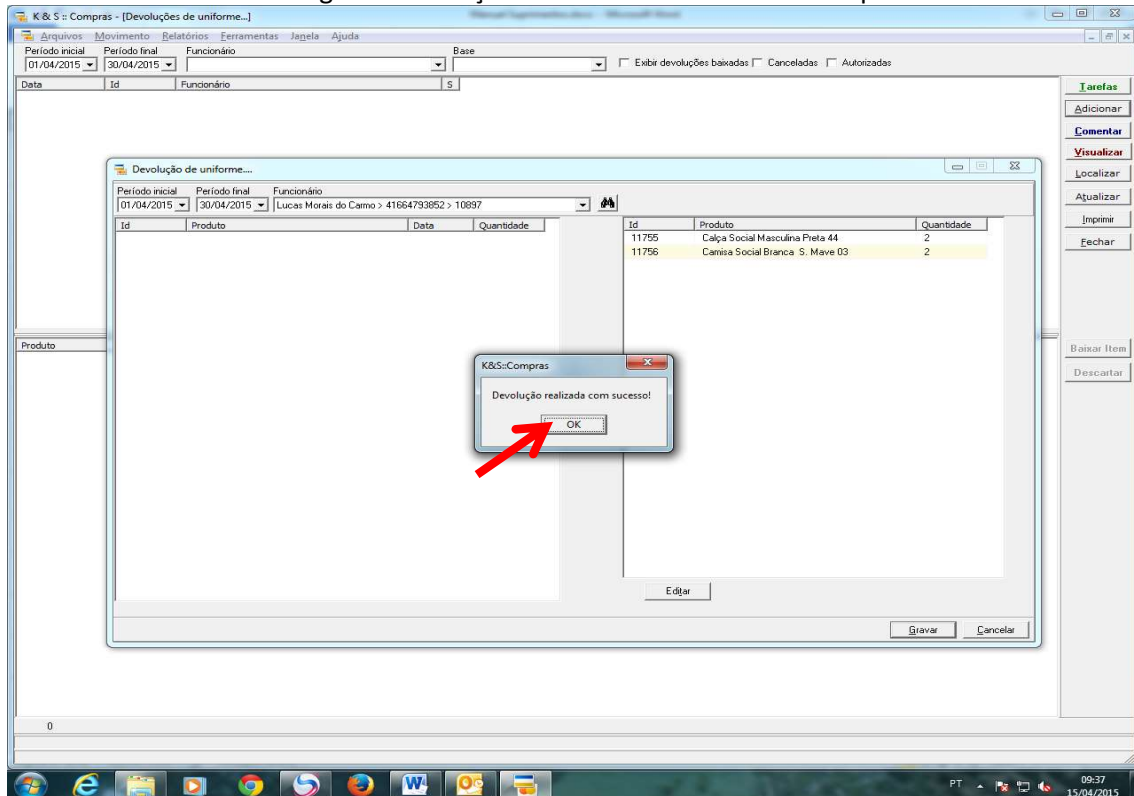 K & S :: Compras - [Devoluções de uniforme...]
Arquivos Movimento Relatórios Ferramentas Janela Ajuda
Período inicial Período final Funcionário Base
01/04/2015 30/04/2015 Exibir devoluções baixadas Canceladas Autorizadas
Data Id Funcionário S
Tarefas
Adicionar
Comentar
Visualizar
Localizar
Atualizar
Imprimir
Fechar
Devolução de uniforme....
Período inicial Período final Funcionário
01/04/2015 30/04/2015 Lucas Morais do Carmo > 41664793852 > 10897
Id Produto Data Quantidade
Id Produto Quantidade
11755 Calça Social Masculina Preta 44 2
11756 Camisa Social Branca S. Mave 03 2
Produto
Baixar Item
Descartar
K&S::Compras
Devolução realizada com sucesso!
OK
Editar
Gravar Cancelar
0
PT 09:37
15/04/2015